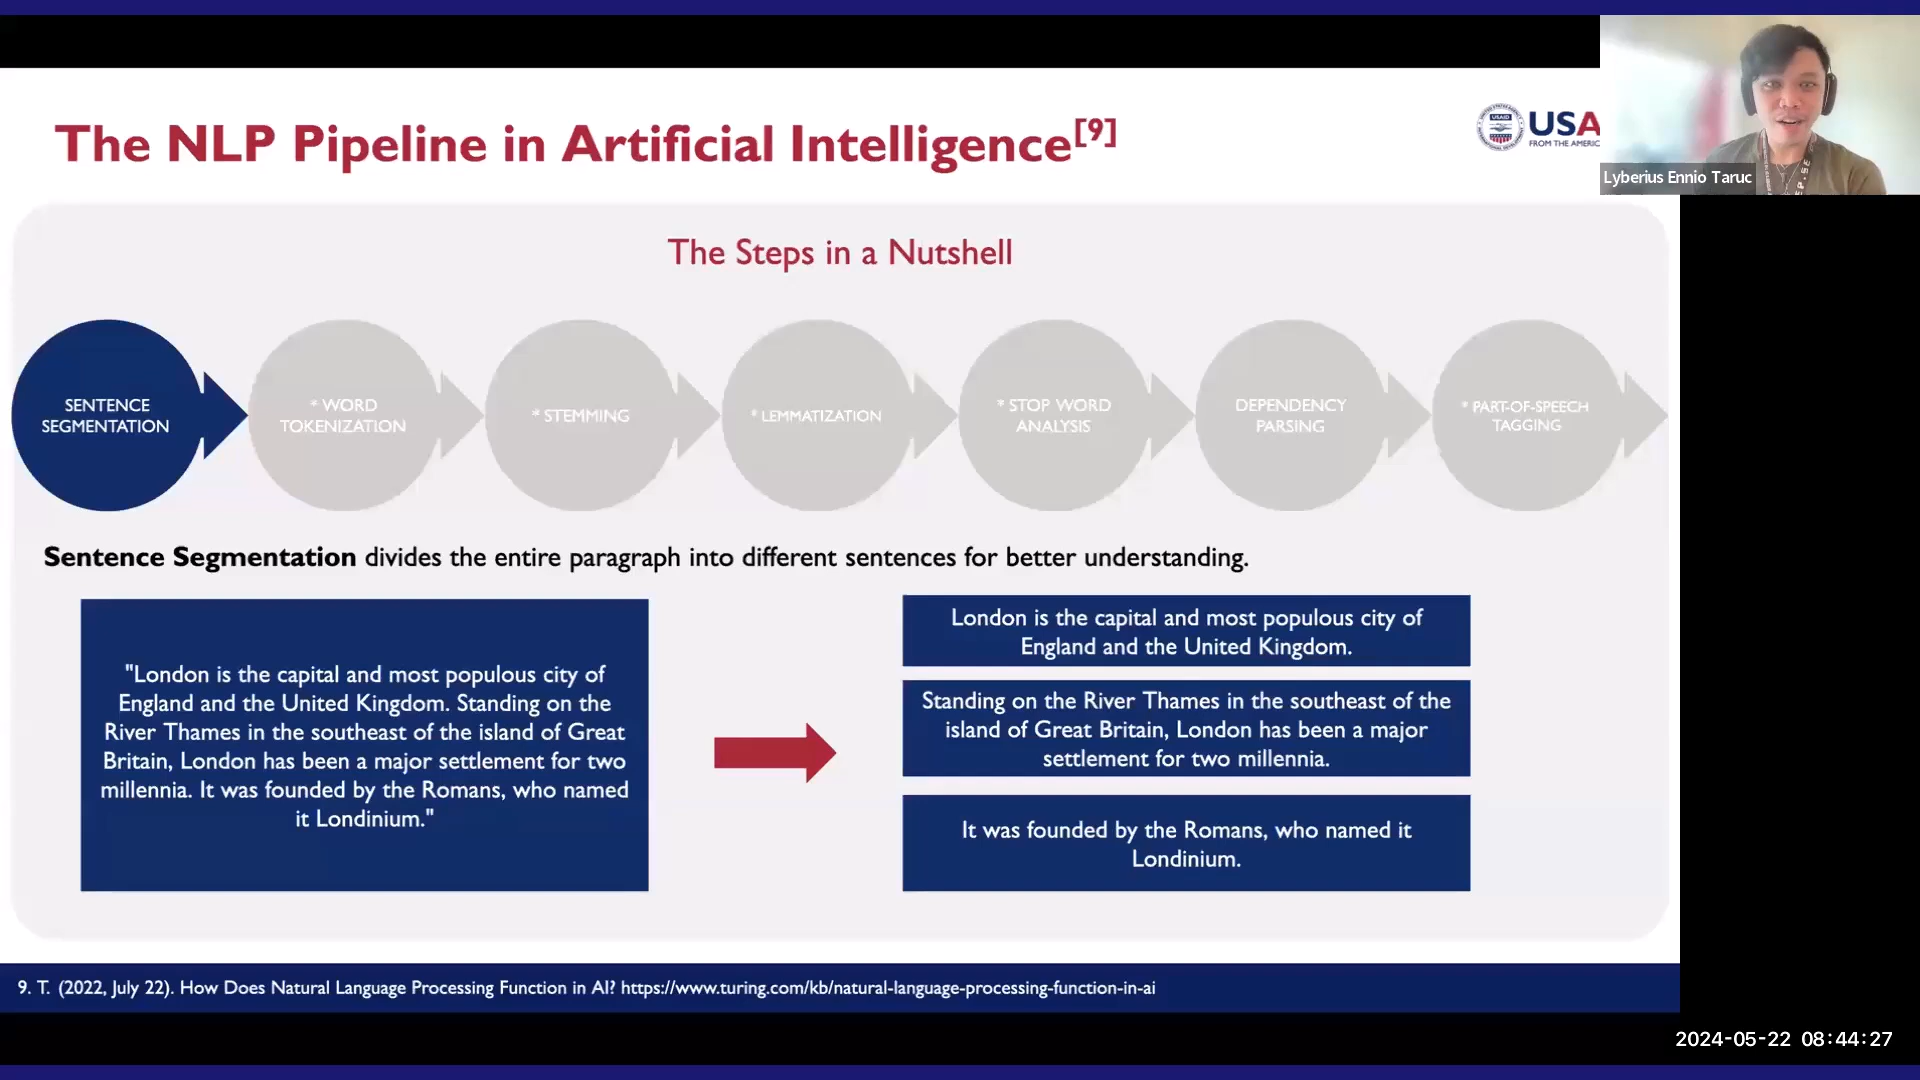 The NLP Pipeline in Artificial Intelligence[9]
USAID
USA
FROM THE AMERIC
Lyberius Ennio Taruc
The Steps in a Nutshell
SENTENCE
SEGMENTATION
* WORD
TOKENIZATION
* STEMMING
* LEMMATIZATION
* STOP WORD
ANALYSIS
DEPENDENCY
PARSING
* PART-OF-SPEECH
TAGGING
Sentence Segmentation divides the entire paragraph into different sentences for better understanding.
"London is the capital and most populous city of
England and the United Kingdom. Standing on the
River Thames in the southeast of the island of Great
Britain, London has been a major settlement for two
millennia. It was founded by the Romans, who named
it Londinium."
London is the capital and most populous city of
England and the United Kingdom.
Standing on the River Thames in the southeast of the
island of Great Britain, London has been a major
settlement for two millennia.
It was founded by the Romans, who named it
Londinium.
9. T. (2022, July 22). How Does Natural Language Processing Function in AI? https://www.turing.com/kb/natural-language-processing-function-in-ai
2024-05-22 08:44:27